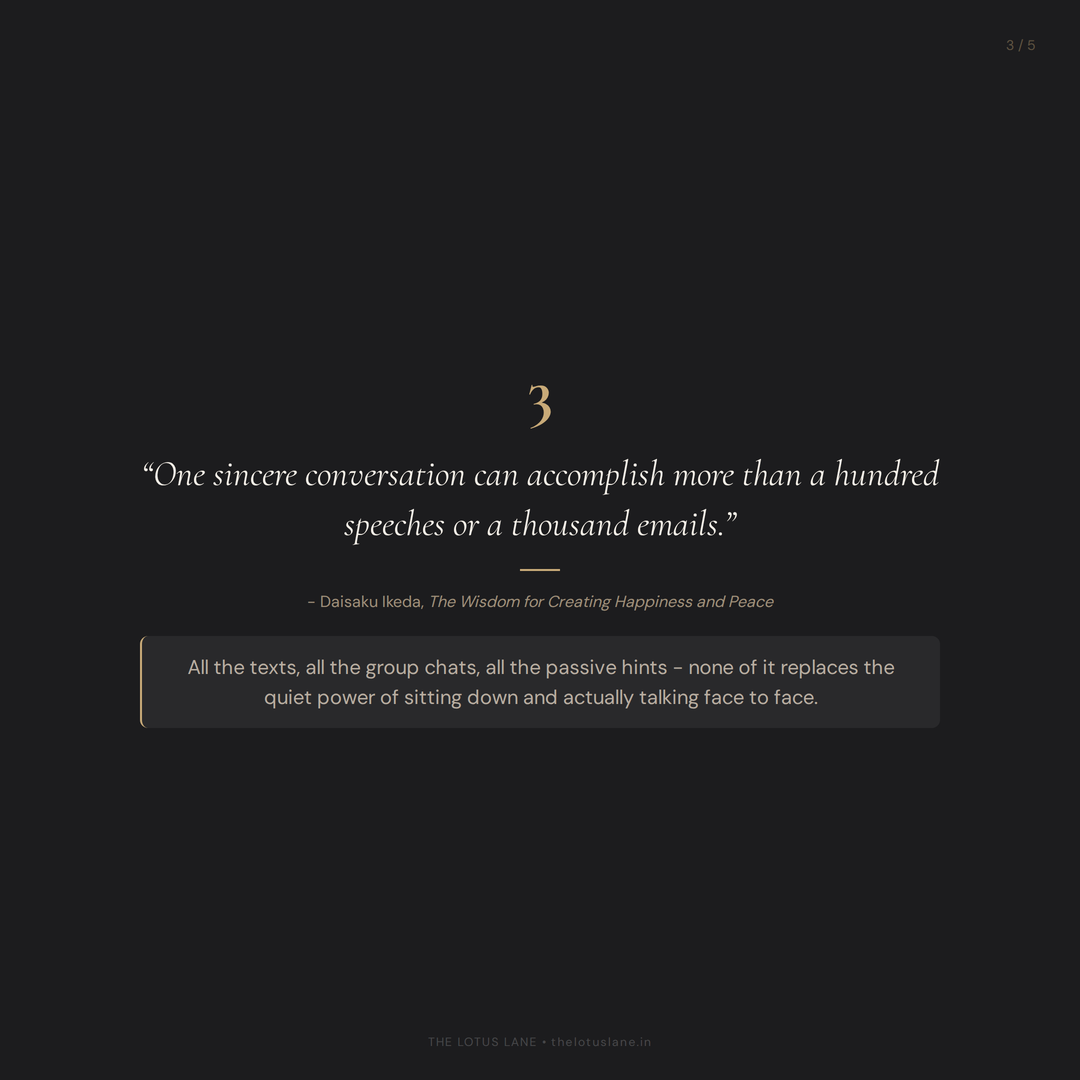 3 / 5
3
“One sincere conversation can accomplish more than a hundred
speeches or a thousand emails.”
– Daisaku Ikeda, The Wisdom for Creating Happiness and Peace
All the texts, all the group chats, all the passive hints – none of it replaces the
quiet power of sitting down and actually talking face to face.
THE LOTUS LANE • thelotuslane.in